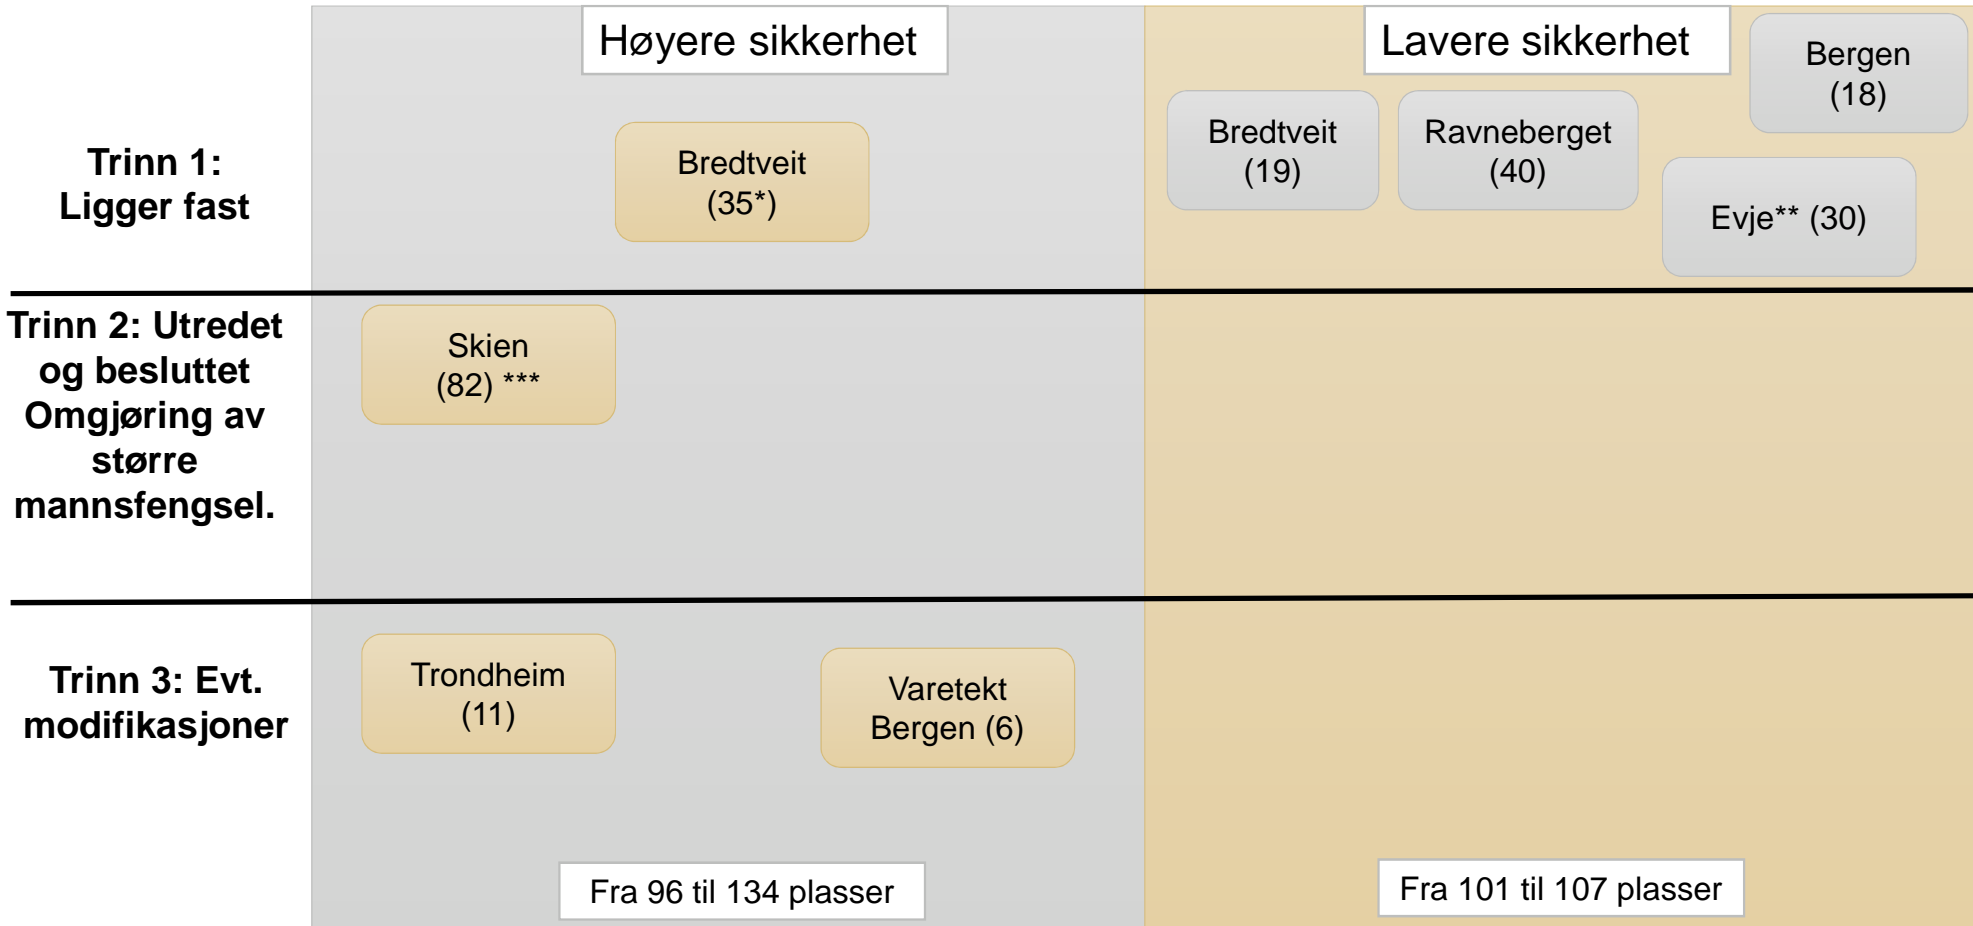 Høyere sikkerhet
Lavere sikkerhet
Trinn 1:
Ligger fast
Bredtveit
(35*)
Bredtveit
(19)
Ravneberget
(40)
Bergen
(18)
Evje** (30)
Trinn 2: Utredet
og besluttet
Omgjøring av
større
mannsfengsel.
Skien
(82) ***
Trinn 3: Evt.
modifikasjoner
Trondheim
(11)
Varetekt
Bergen (6)
Fra 96 til 134 plasser
Fra 101 til 107 plasser